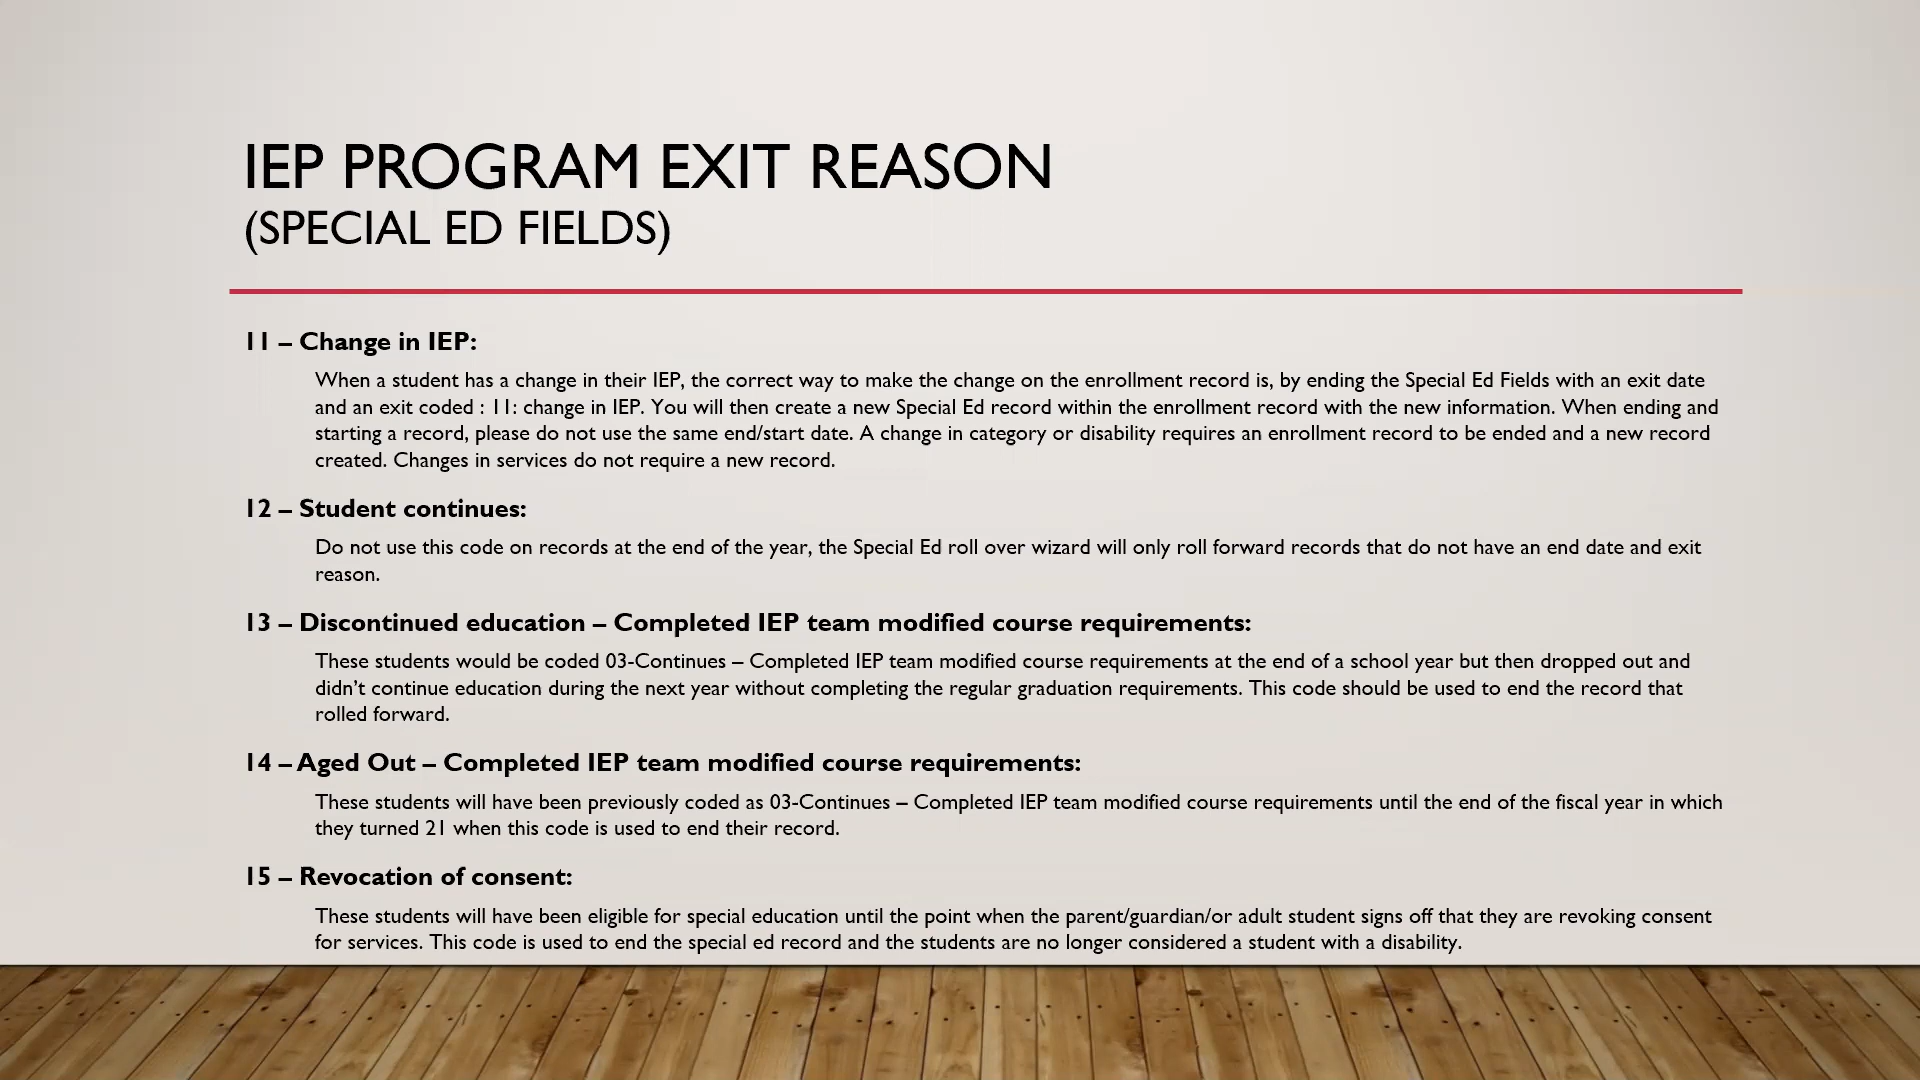 IEP PROGRAM EXIT REASON
(SPECIAL ED FIELDS)
11 – Change in IEP:
When a student has a change in their IEP, the correct way to make the change on the enrollment record is, by ending the Special Ed Fields with an exit date
and an exit coded : 11: change in IEP. You will then create a new Special Ed record within the enrollment record with the new information. When ending and
starting a record, please do not use the same end/start date. A change in category or disability requires an enrollment record to be ended and a new record
created. Changes in services do not require a new record.
12 – Student continues:
Do not use this code on records at the end of the year, the Special Ed roll over wizard will only roll forward records that do not have an end date and exit
reason.
13 – Discontinued education – Completed IEP team modified course requirements:
These students would be coded 03-Continues – Completed IEP team modified course requirements at the end of a school year but then dropped out and
didn’t continue education during the next year without completing the regular graduation requirements. This code should be used to end the record that
rolled forward.
14 – Aged Out – Completed IEP team modified course requirements:
These students will have been previously coded as 03-Continues – Completed IEP team modified course requirements until the end of the fiscal year in which
they turned 21 when this code is used to end their record.
15 – Revocation of consent:
These students will have been eligible for special education until the point when the parent/guardian/or adult student signs off that they are revoking consent
for services. This code is used to end the special ed record and the students are no longer considered a student with a disability.